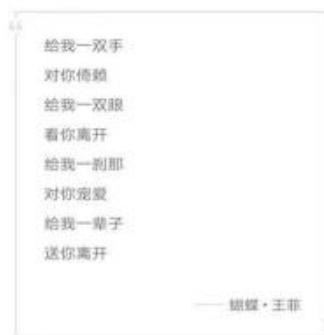 给我一双手
对你倚赖
给我一双眼
看你离开
给我一刹那
对你宠爱
给我一辈子
送你离开
—— 蝴蝶·王菲